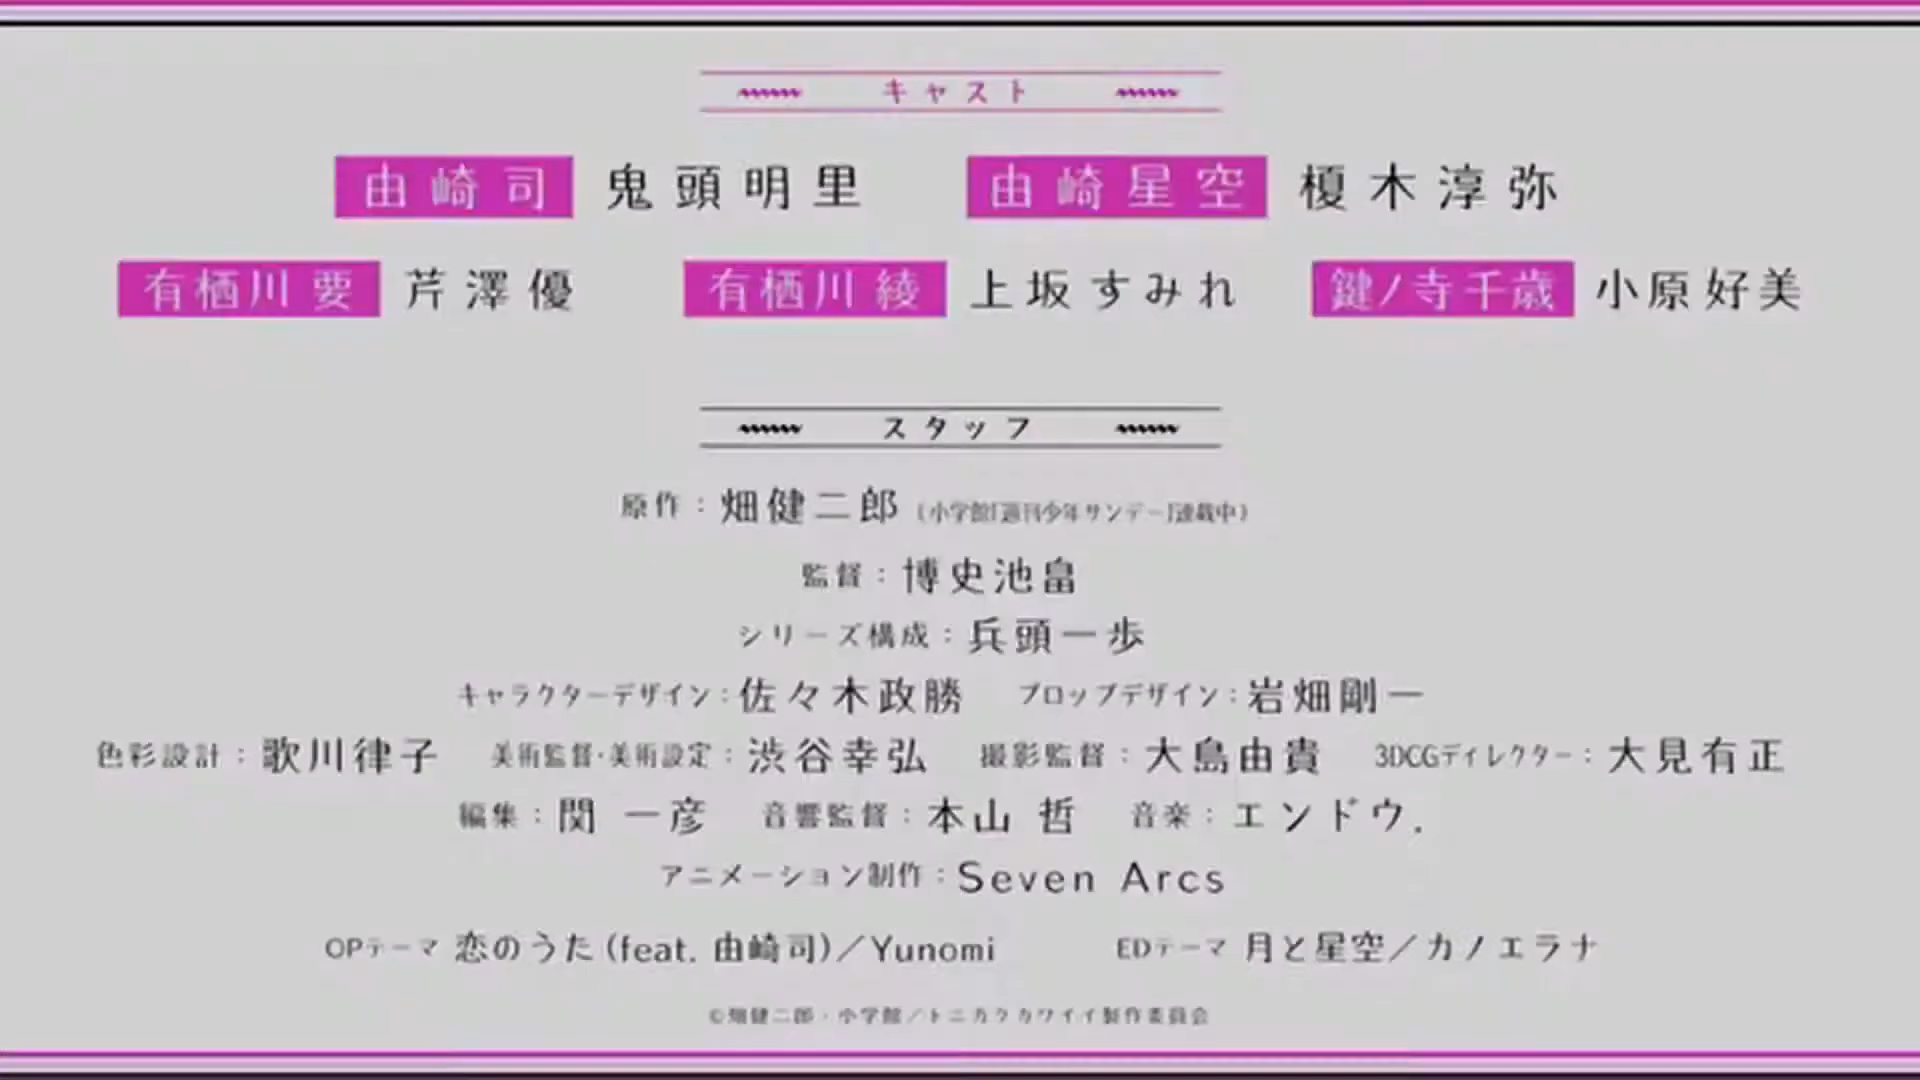 キャスト
由崎司 鬼頭明里 由崎星空 榎木淳弥
有栖川 要 芹澤優 有栖川 綾 上坂すみれ 鍵ノ寺千歳 小原好美
スタッフ
原作：畑健二郎（小学館「週刊少年サンデー」連載中）
監督：博史池畠
シリーズ構成：兵頭一歩
キャラクターデザイン：佐々木政勝 プロップデザイン：岩畑剛一
色彩設計：歌川律子 美術監督・美術設定：渋谷幸弘 撮影監督：大島由貴 3DCGディレクター：大見有正
編集：関 一彦 音響監督：本山 哲 音楽：エンドウ.
アニメーション制作：Seven Arcs
OPテーマ 恋のうた(feat. 由崎司)／Yunomi EDテーマ 月と星空／カノエラナ
©畑健二郎・小学館／トニカクカワイイ製作委員会